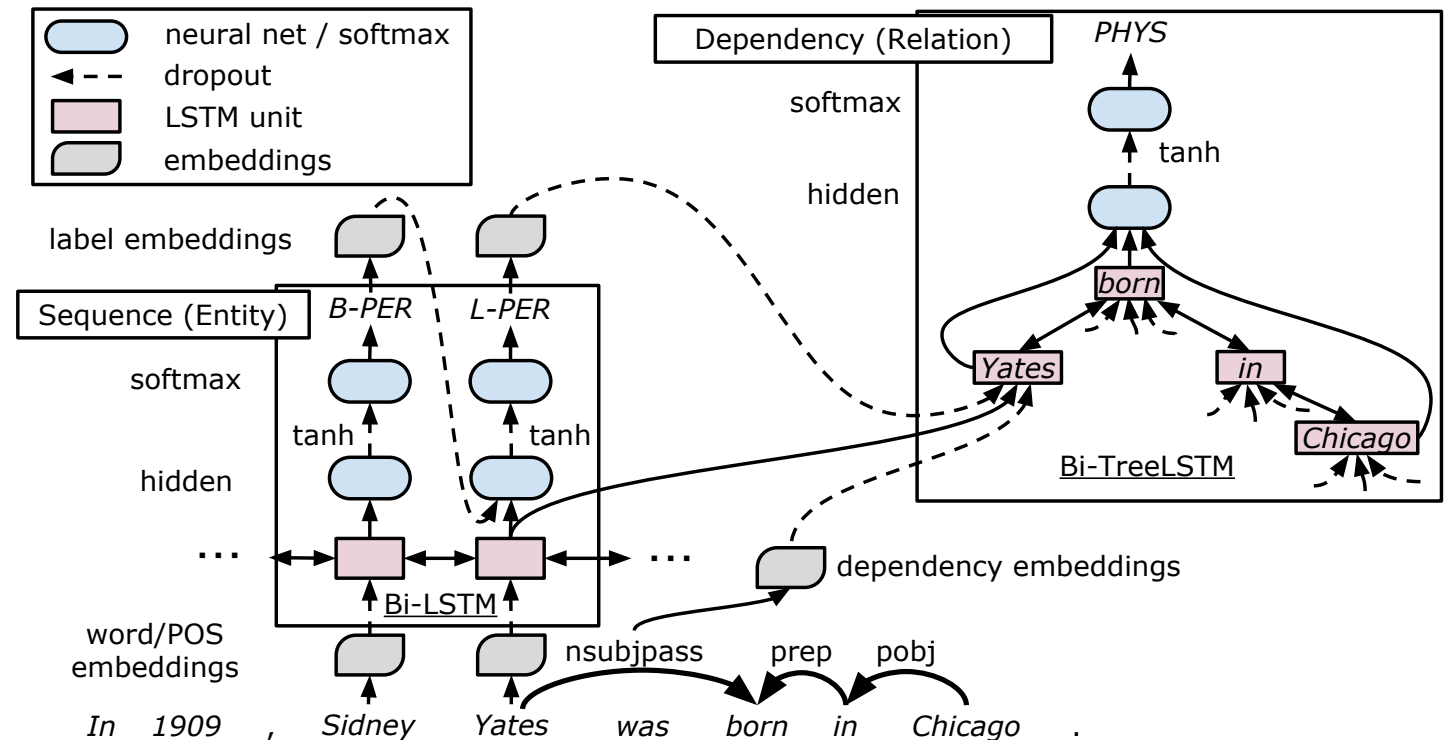 neural net / softmax
dropout
LSTM unit
embeddings
Dependency (Relation)
PHYS
softmax
tanh
hidden
born
Yates
in
Chicago
Bi-TreeLSTM
label embeddings
Sequence (Entity)
B-PER L-PER
softmax
tanh tanh
hidden
... ...
Bi-LSTM
dependency embeddings
word/POS
embeddings
nsubjpass prep pobj
In 1909 , Sidney Yates was born in Chicago .